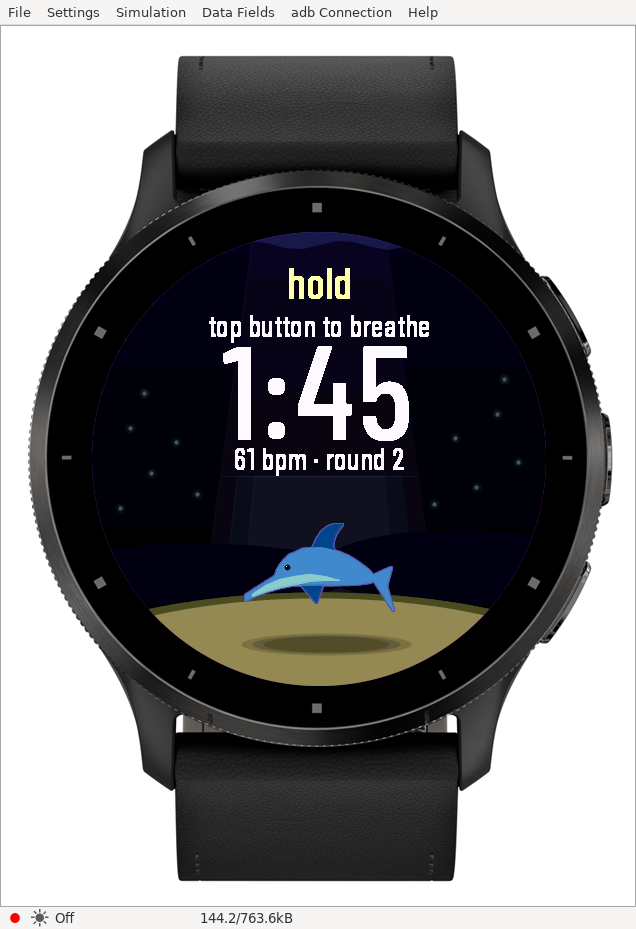 File Settings Simulation Data Fields adb Connection Help
hold
top button to breathe
1:45
61 bpm · round 2
Off 144.2/763.6kB